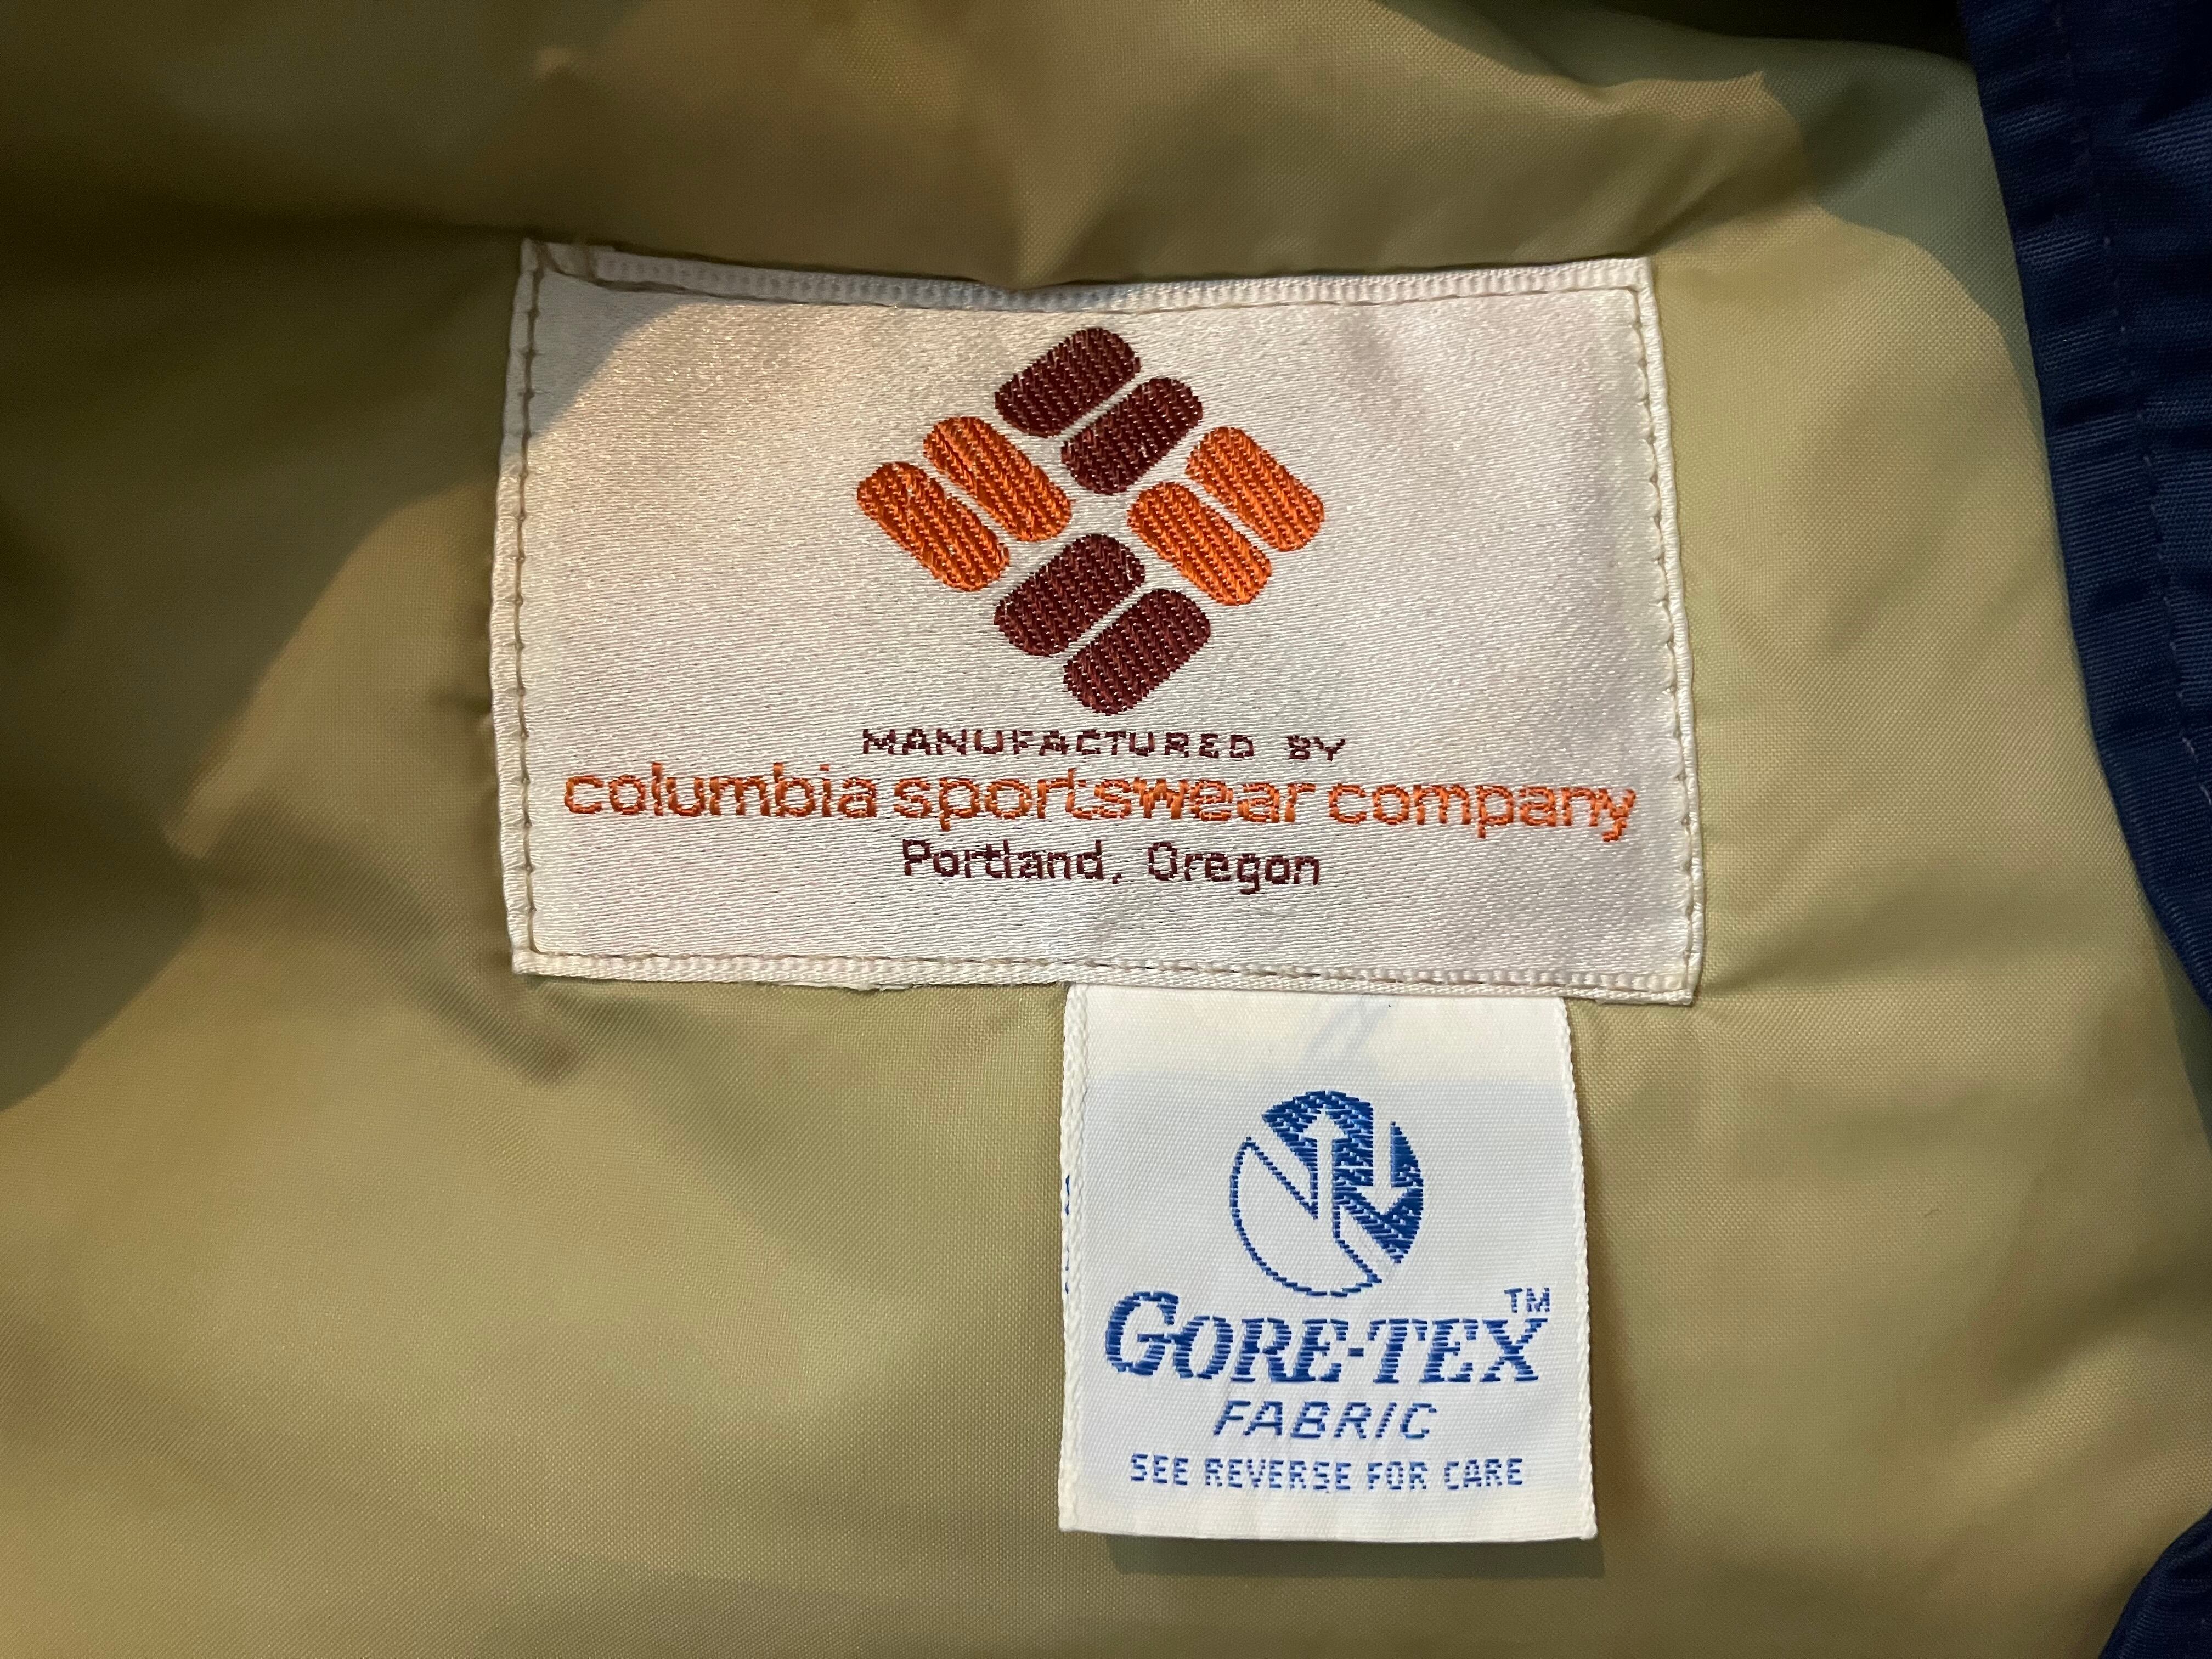 MANUFACTURED BY
columbia sportswear company
Portland, Oregon
GORE-TEX™
FABRIC
SEE REVERSE FOR CARE